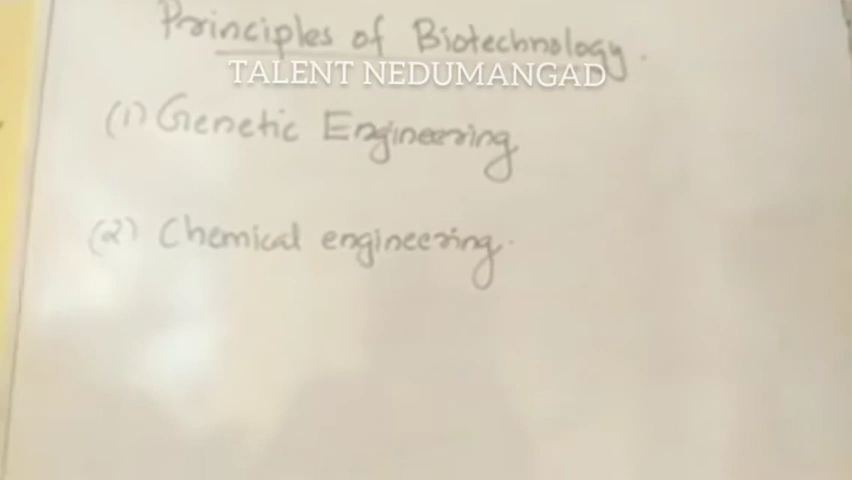 Principles of Biotechnology.
TALENT NEDUMANGAD
(1) Genetic Engineering
(2) Chemical engineering.